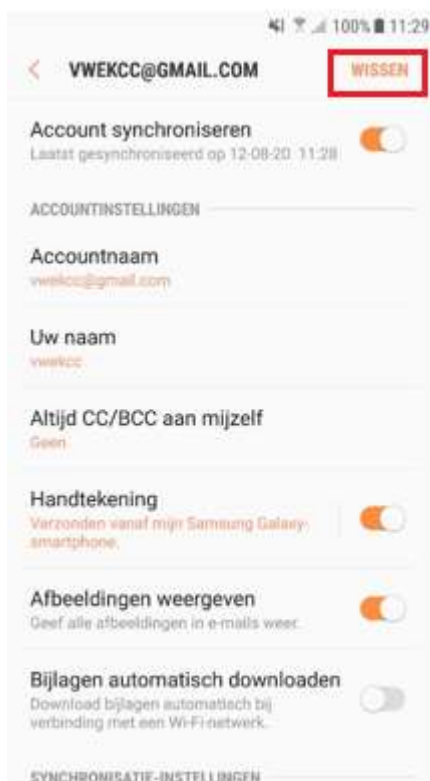 100% 11:29
VWEKCC@GMAIL.COM WISSEN
Account synchroniseren
Laatst gesynchroniseerd op 12-08-20 11:28
ACCOUNTINSTELLINGEN
Accountnaam
vwekcc@gmail.com
Uw naam
vwekcc
Altijd CC/BCC aan mijzelf
Geen
Handtekening
Verzonden vanaf mijn Samsung Galaxy-
smartphone.
Afbeeldingen weergeven
Geef alle afbeeldingen in e-mails weer.
Bijlagen automatisch downloaden
Download bijlagen automatisch bij
verbinding met een Wi-Fi-netwerk.
SYNCHRONISATIE-INSTELLINGEN